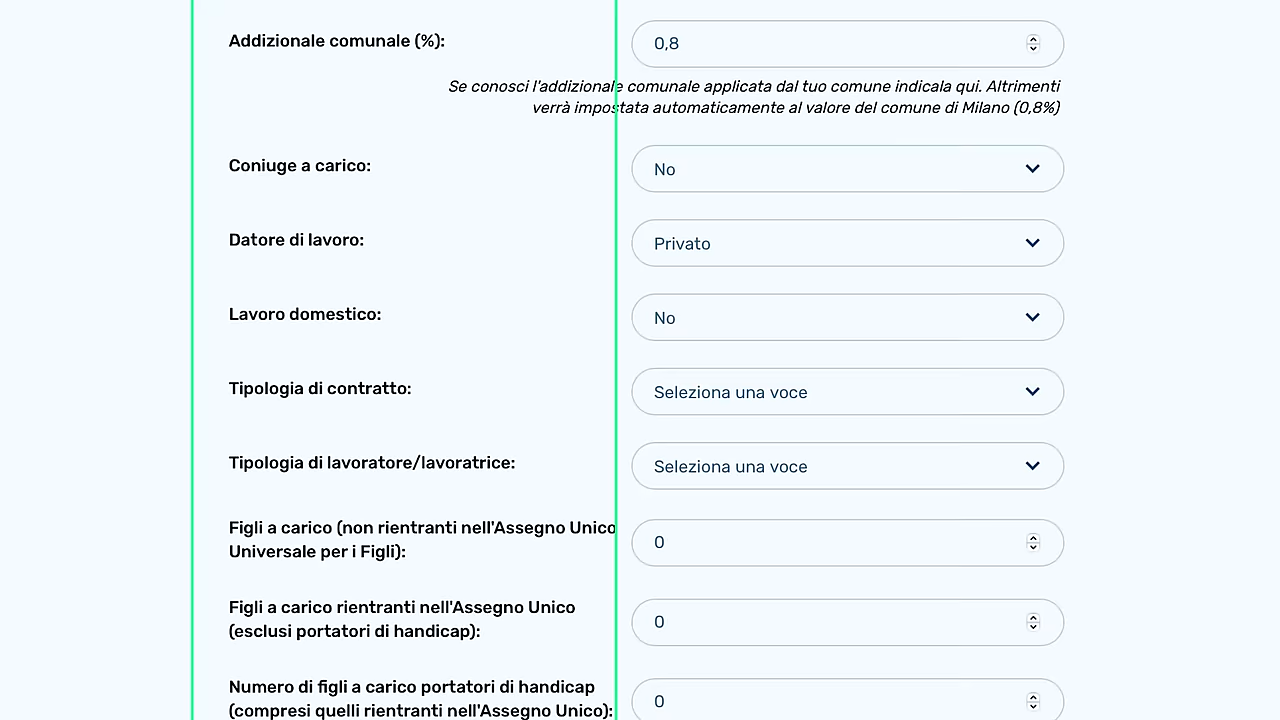 Addizionale comunale (%):
0,8
Se conosci l'addizionale comunale applicata dal tuo comune indicala qui. Altrimenti
verrà impostata automaticamente al valore del comune di Milano (0,8%)
Coniuge a carico:
No
Datore di lavoro:
Privato
Lavoro domestico:
No
Tipologia di contratto:
Seleziona una voce
Tipologia di lavoratore/lavoratrice:
Seleziona una voce
Figli a carico (non rientranti nell'Assegno Unico
Universale per i Figli):
0
Figli a carico rientranti nell'Assegno Unico
(esclusi portatori di handicap):
0
Numero di figli a carico portatori di handicap
(compresi quelli rientranti nell'Assegno Unico):
0